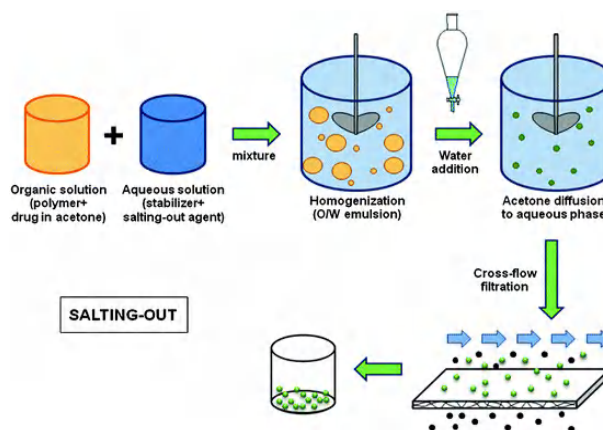 Organic solution
(polymer+
drug in acetone)
+
Aqueous solution
(stabilizer+
salting-out agent)
mixture
Homogenization
(O/W emulsion)
Water
addition
Acetone diffusion
to aqueous phase
Cross-flow
filtration
SALTING-OUT